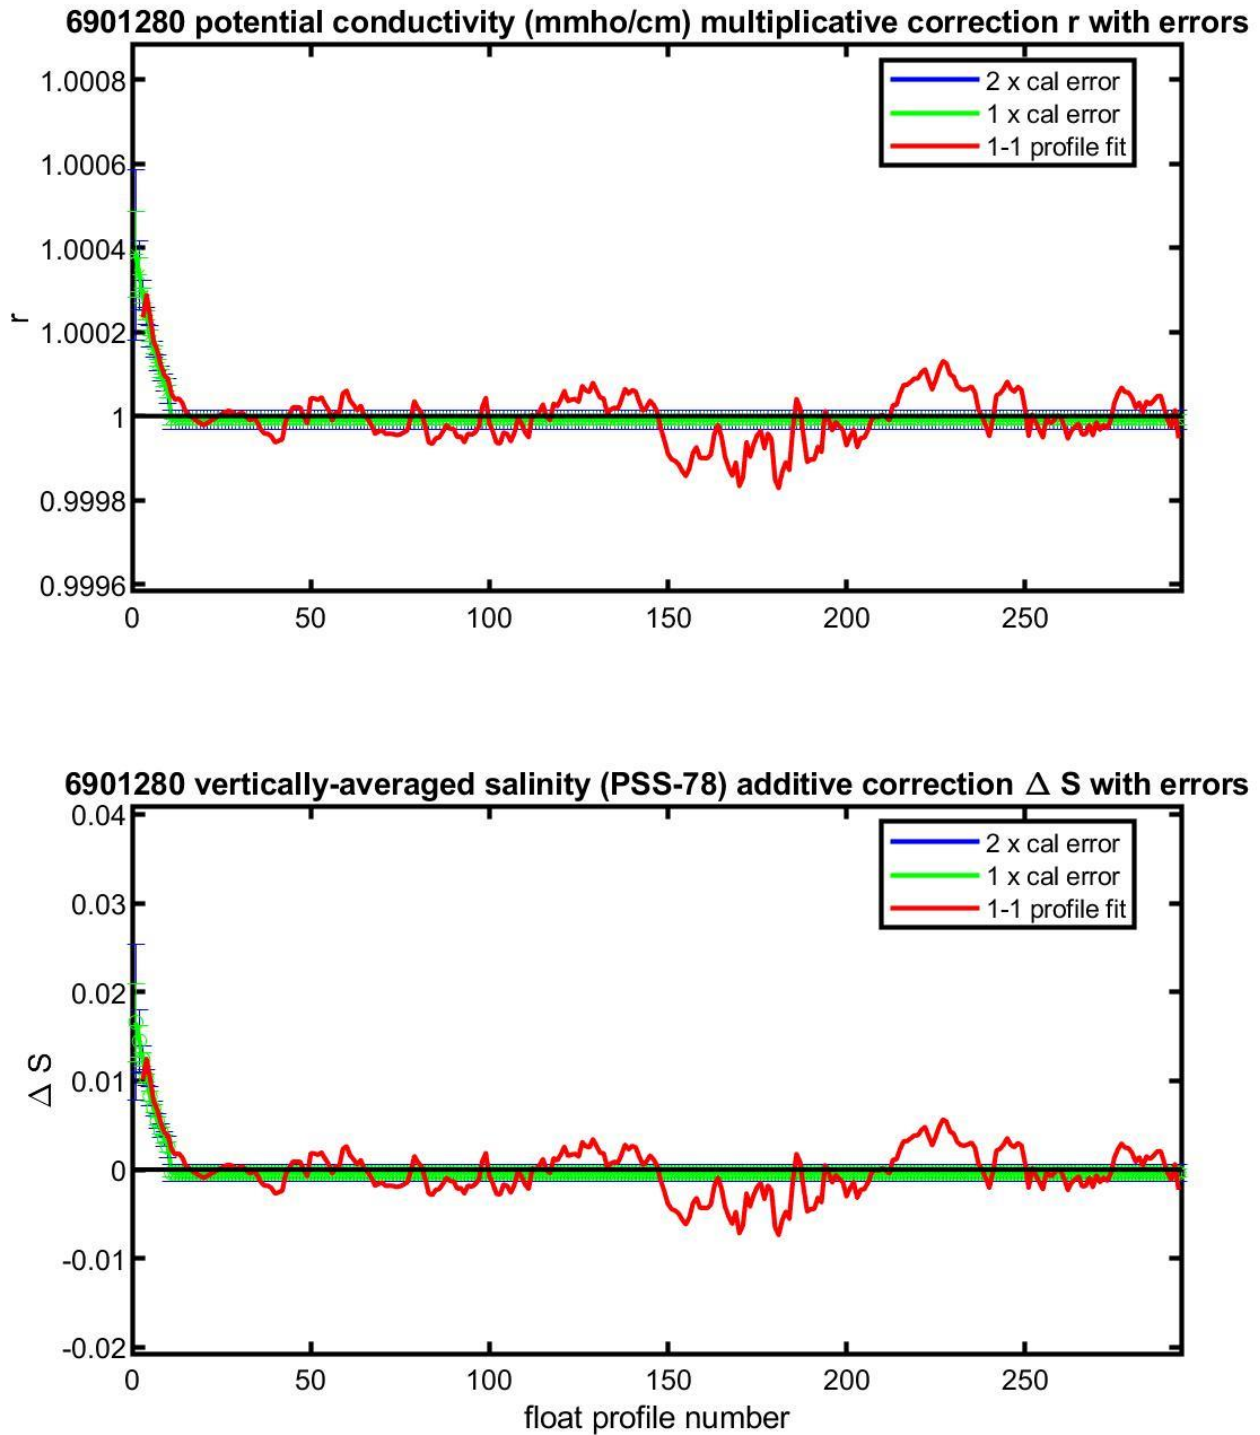 6901280 potential conductivity (mmho/cm) multiplicative correction r with errors
1.0008
1.0006
1.0004
1.0002
1
0.9998
0.9996
r
2 x cal error
1 x cal error
1-1 profile fit
0 50 100 150 200 250
6901280 vertically-averaged salinity (PSS-78) additive correction Δ S with errors
0.04
0.03
0.02
0.01
0
-0.01
-0.02
Δ S
2 x cal error
1 x cal error
1-1 profile fit
0 50 100 150 200 250
float profile number